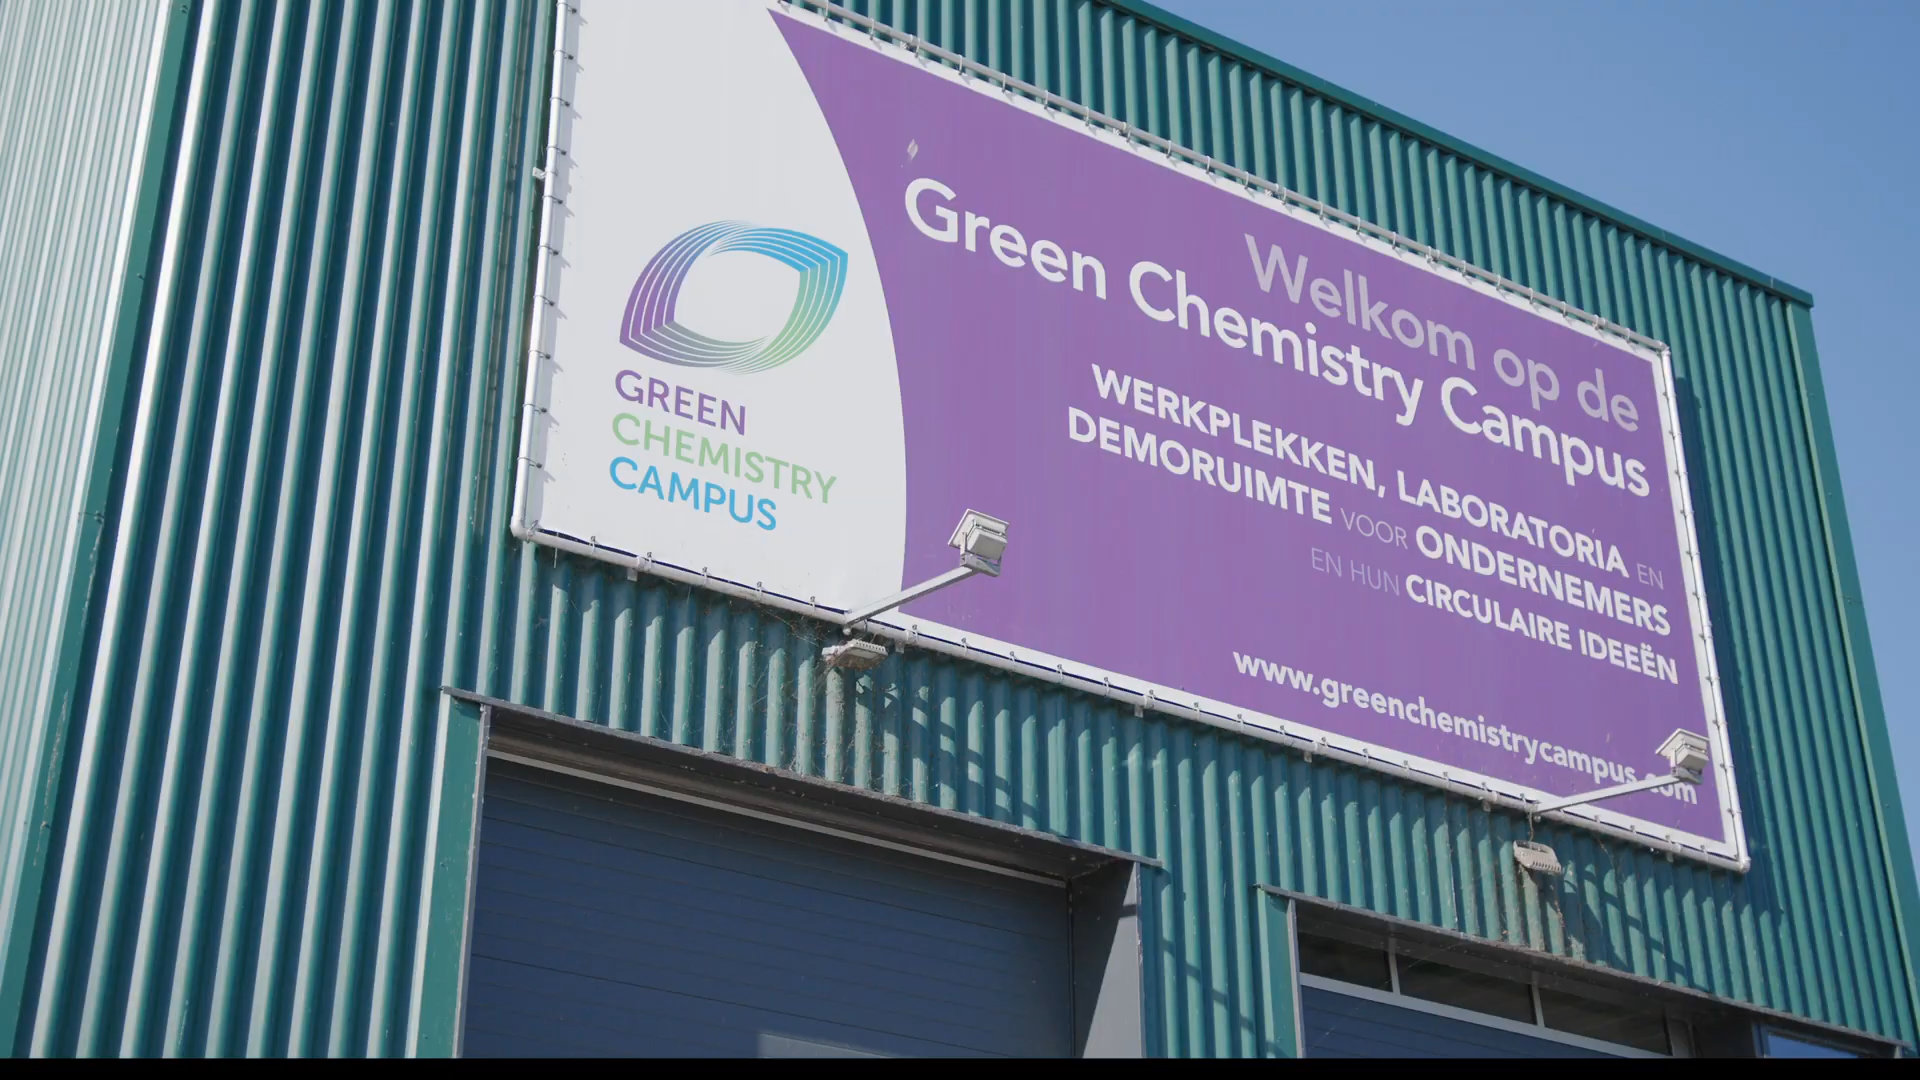 GREEN
CHEMISTRY
CAMPUS
Welkom op de
Green Chemistry Campus
WERKPLEKKEN, LABORATORIA EN
DEMORUIMTE VOOR ONDERNEMERS
EN HUN CIRCULAIRE IDEEËN
www.greenchemistrycampus.com